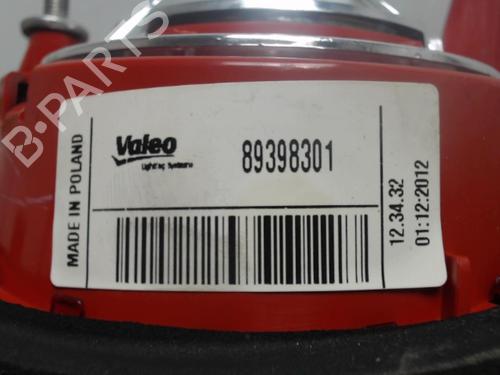 B-PARTS
MADE IN POLAND
Valeo
Lighting Systems
89398301
12.34.32
01:12:2012